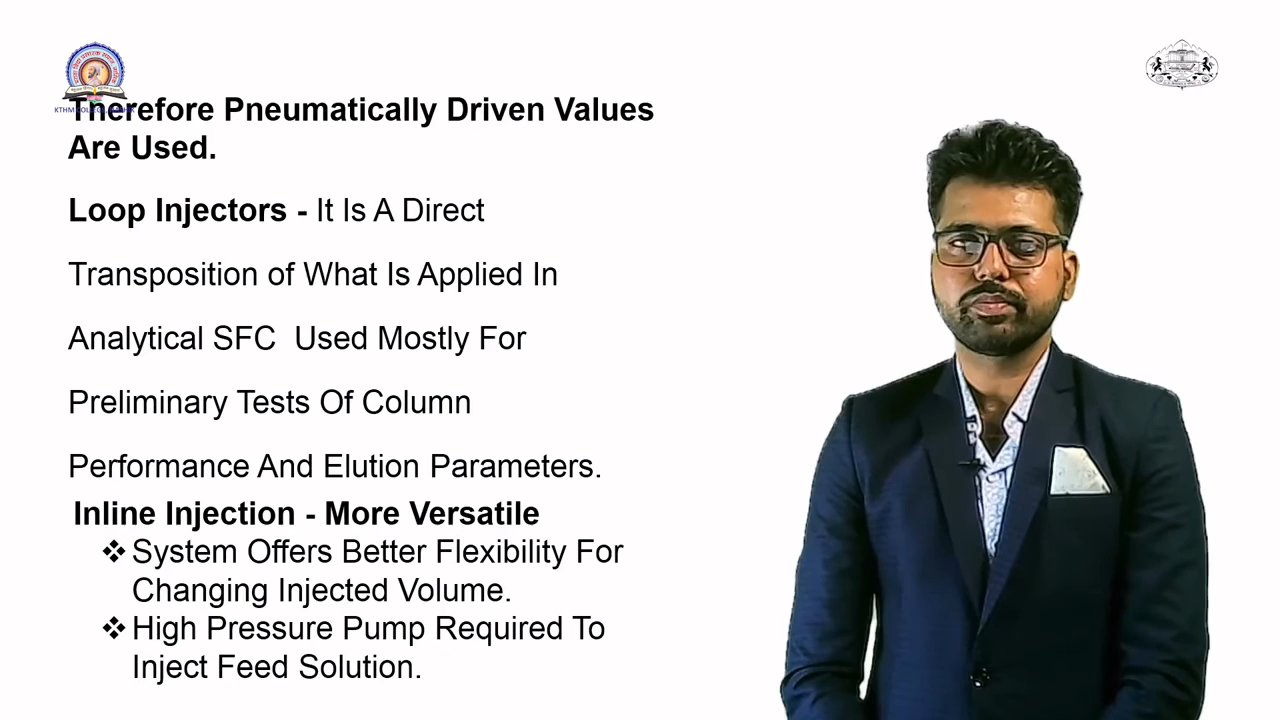 Therefore Pneumatically Driven Values
Are Used.
Loop Injectors - It Is A Direct
Transposition of What Is Applied In
Analytical SFC Used Mostly For
Preliminary Tests Of Column
Performance And Elution Parameters.
Inline Injection - More Versatile
❖ System Offers Better Flexibility For
Changing Injected Volume.
❖ High Pressure Pump Required To
Inject Feed Solution.